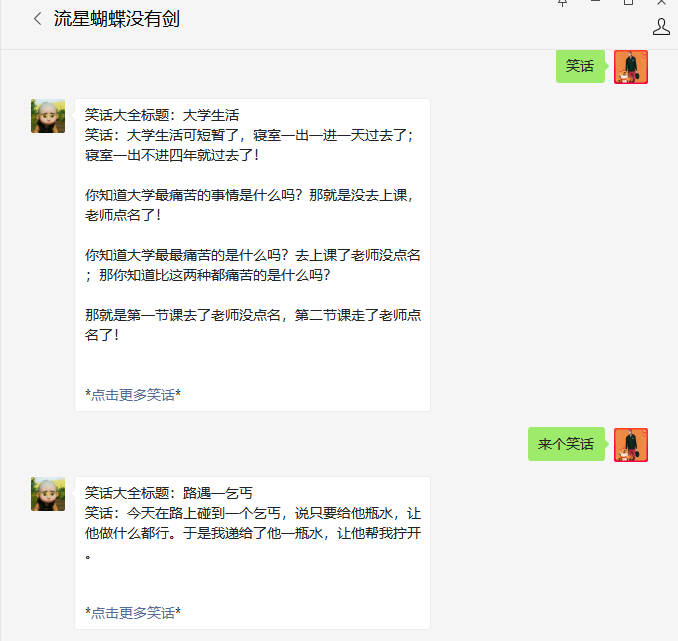 流星蝴蝶没有剑
笑话
笑话大全标题：大学生活
笑话：大学生活可短暂了，寝室一出一进一天过去了；
寝室一出不进四年就过去了！
你知道大学最痛苦的事情是什么吗？那就是没去上课，
老师点名了！
你知道大学最最痛苦的是什么吗？去上课了老师没点名
；那你知道比这两种都痛苦的是什么吗？
那就是第一节课去了老师没点名，第二节课走了老师点
名了！
*点击更多笑话*
来个笑话
笑话大全标题：路遇一乞丐
笑话：今天在路上碰到一个乞丐，说只要给他瓶水，让
他做什么都行。于是我递给了他一瓶水，让他帮我拧开
。
*点击更多笑话*